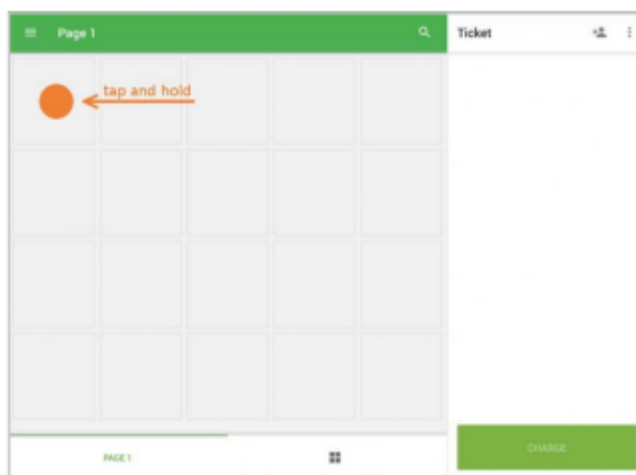 Page 1
Ticket
tap and hold
PAGE 1
CHARGE